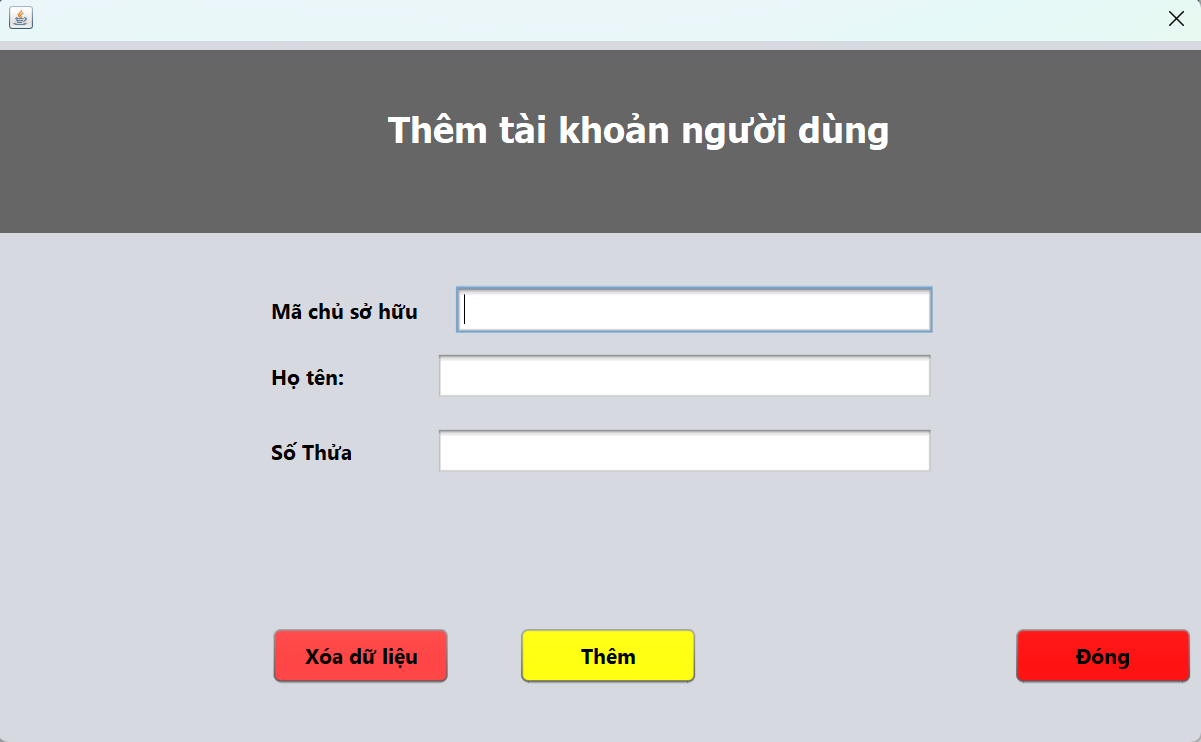 Thêm tài khoản người dùng
Mã chủ sở hữu
Họ tên:
Số Thửa
Xóa dữ liệu
Thêm
Đóng